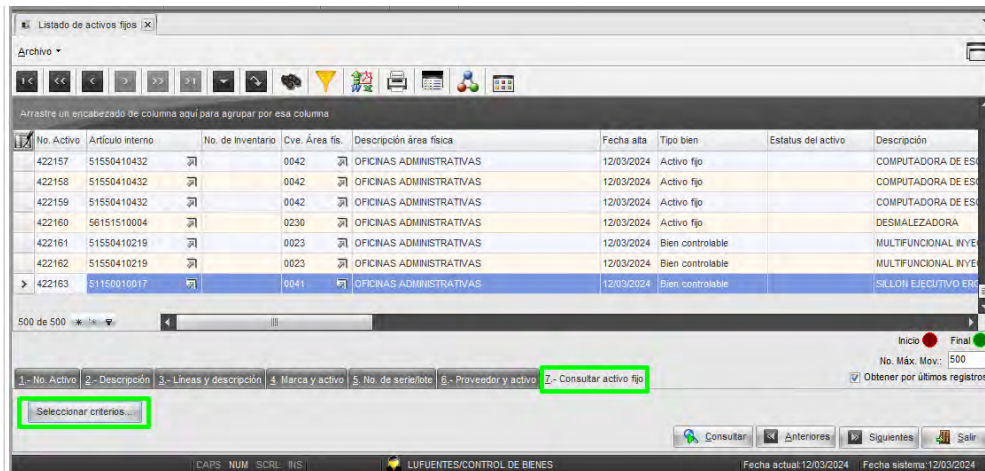 Listado de activos fijos
Archivo
Arrastre un encabezado de columna aquí para agrupar por esa columna
No. Activo Artículo interno No. de Inventario Cve. Área fís. Descripción área física Fecha alta Tipo bien Estatus del activo Descripción
422157 51550410432 0042 OFICINAS ADMINISTRATIVAS 12/03/2024 Activo fijo COMPUTADORA DE ESC
422158 51550410432 0042 OFICINAS ADMINISTRATIVAS 12/03/2024 Activo fijo COMPUTADORA DE ESC
422159 51550410432 0042 OFICINAS ADMINISTRATIVAS 12/03/2024 Activo fijo COMPUTADORA DE ESC
422160 56151510004 0230 OFICINAS ADMINISTRATIVAS 12/03/2024 Activo fijo DESMALEZADORA
422161 51550410219 0023 OFICINAS ADMINISTRATIVAS 12/03/2024 Bien controlable MULTIFUNCIONAL INYE
422162 51550410219 0023 OFICINAS ADMINISTRATIVAS 12/03/2024 Bien controlable MULTIFUNCIONAL INYE
> 422163 51150010017 0041 OFICINAS ADMINISTRATIVAS 12/03/2024 Bien controlable SILLON EJECUTIVO ERG
500 de 500
Inicio Final
No. Máx. Mov.: 500
1.- No. Activo 2.- Descripción 3.- Líneas y descripción 4. Marca y activo 5. No. de serie/lote 6.- Proveedor y activo 7.- Consultar activo fijo
Obtener por últimos registros
Seleccionar criterios...
Consultar Anteriores Siguientes Salir
CAPS NUM SCRL INS LUFUENTES/CONTROL DE BIENES Fecha actual:12/03/2024 Fecha sistema:12/03/2024